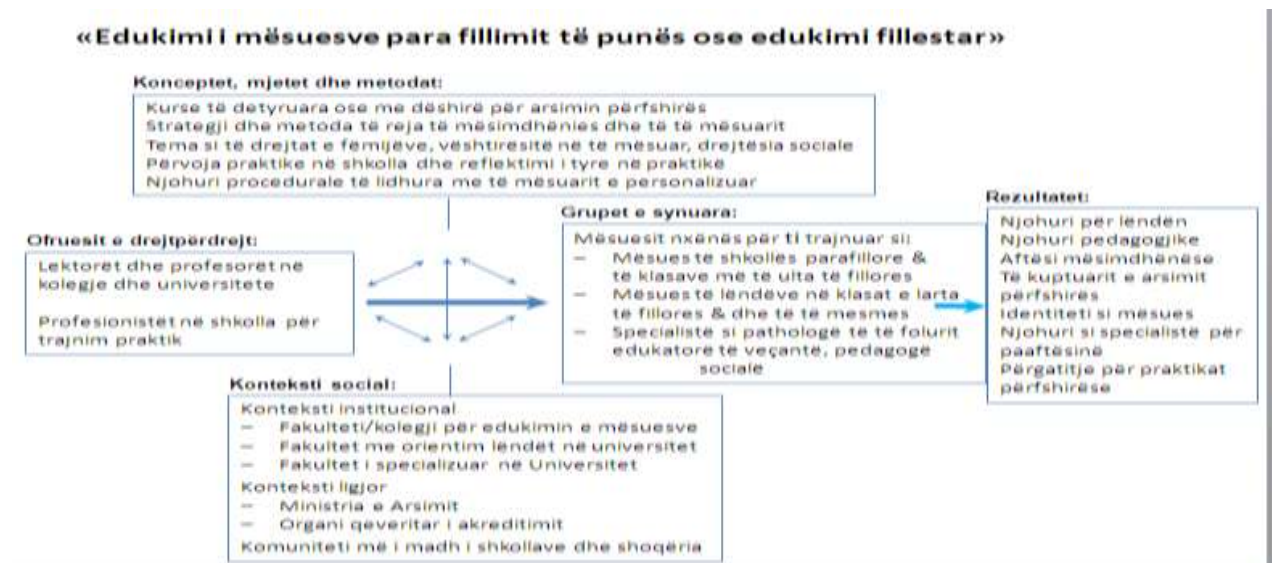 «Edukimi i mësuesve para fillimit të punës ose edukimi fillestar»
Konceptet, mjetet dhe metodat:
Kurse të detyruara ose me dëshirë për arsimin përfshirës
Strategji dhe metoda të reja të mësimdhënies dhe të të mësuarit
Tema si të drejtat e fëmijëve, vështirësitë në të mësuar, drejtësia sociale
Përvoja praktike në shkolla dhe reflektimi i tyre në praktikë
Njohuri procedurale të lidhura me të mësuarit e personalizuar
Ofruesit e drejtpërdrejt:
Lektorët dhe profesorët në
kolegje dhe universitete
Profesionistët në shkolla për
trajnim praktik
Grupet e synuara:
Mësuesit nxënës për ti trajnuar si:
– Mësues të shkolles parafillore &
të klasave më të ulta të fillores
– Mësues të lëndëve në klasat e larta
të fillores & dhe të të mesmes
– Specialistë si pathologë të të folurit
edukatorë të veçantë, pedagogë
sociale
Rezultatet:
Njohuri për lëndën
Njohuri pedagogjike
Aftësi mësimdhënëse
Të kuptuarit e arsimit
përfshirës
Identiteti si mësues
Njohuri si specialistë për
paaftësinë
Përgatitje për praktikat
përfshirëse
Konteksti social:
Konteksti institucional
– Fakulteti/kolegji për edukimin e mësuesve
– Fakultet me orientim lëndët në universitet
– Fakultet i specializuar në Universitet
Konteksti ligjor
– Ministria e Arsimit
– Organi qeveritar i akreditimit
Komuniteti më i madh i shkollave dhe shoqëria